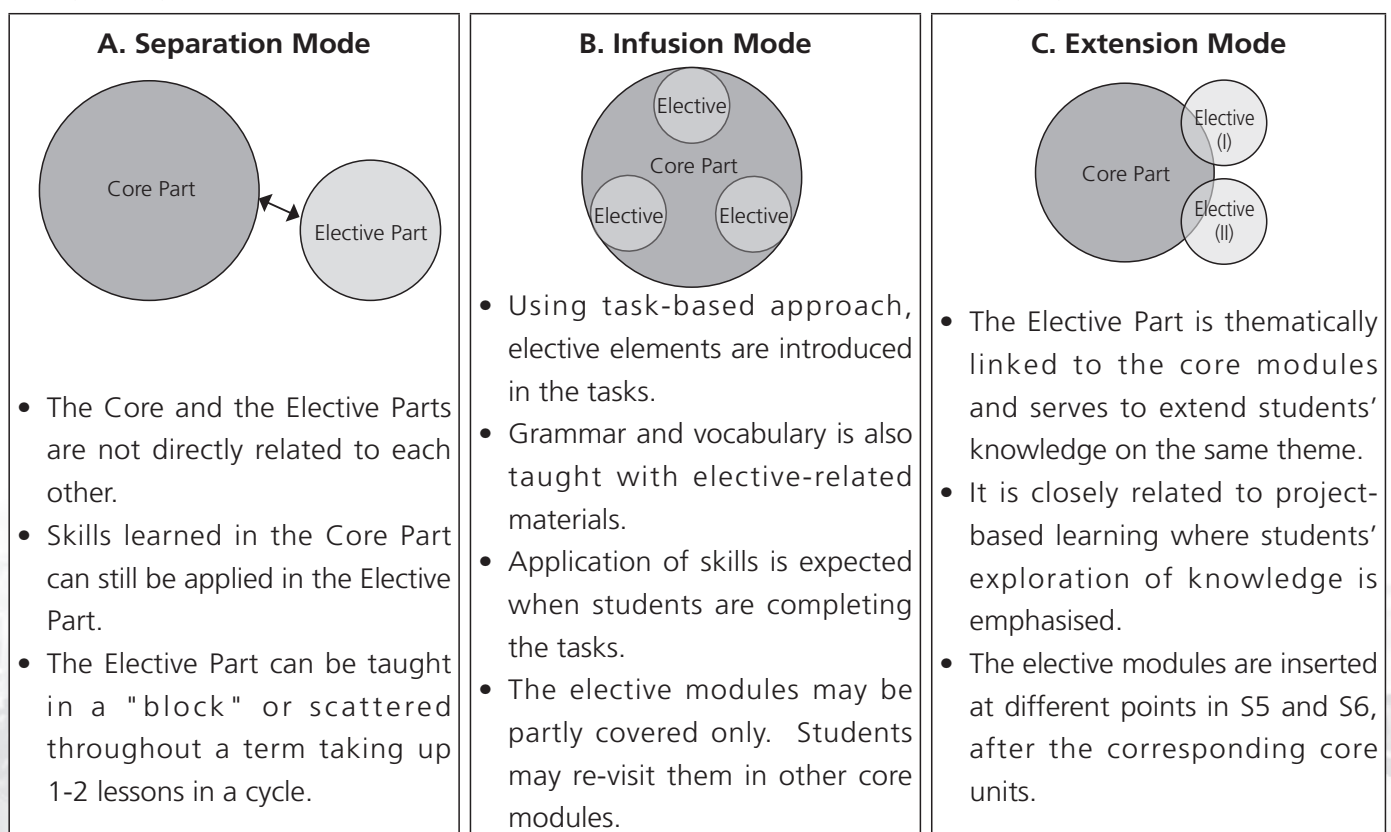 A. Separation Mode
Core Part
Elective Part
• The Core and the Elective Parts
are not directly related to each
other.
• Skills learned in the Core Part
can still be applied in the Elective
Part.
• The Elective Part can be taught
in a "block" or scattered
throughout a term taking up
1-2 lessons in a cycle.
B. Infusion Mode
Elective
Core Part
Elective
Elective
• Using task-based approach,
elective elements are introduced
in the tasks.
• Grammar and vocabulary is also
taught with elective-related
materials.
• Application of skills is expected
when students are completing
the tasks.
• The elective modules may be
partly covered only. Students
may re-visit them in other core
modules.
C. Extension Mode
Elective
(I)
Core Part
Elective
(II)
• The Elective Part is thematically
linked to the core modules
and serves to extend students’
knowledge on the same theme.
• It is closely related to project-
based learning where students’
exploration of knowledge is
emphasised.
• The elective modules are inserted
at different points in S5 and S6,
after the corresponding core
units.